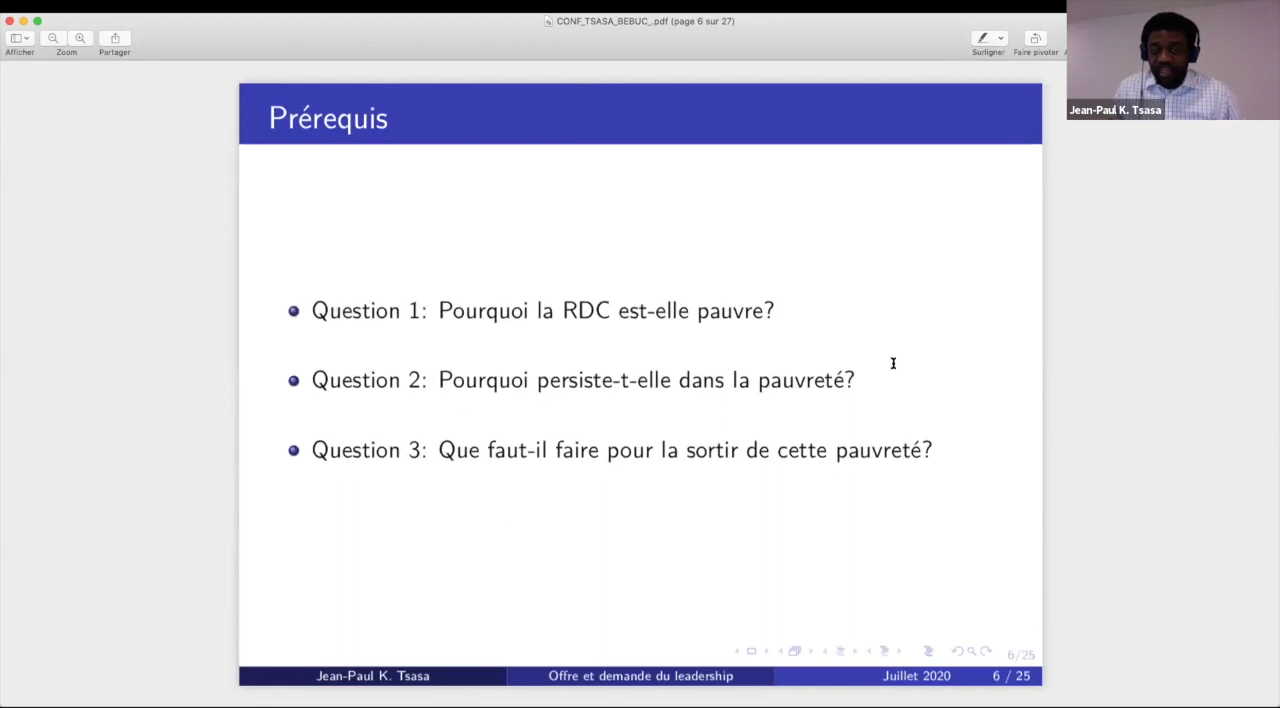 CONF_TSASA_BEBUC_.pdf (page 6 sur 27)
Afficher
Zoom
Partager
Surligner
Faire pivoter
Jean-Paul K. Tsasa
Prérequis
Question 1: Pourquoi la RDC est-elle pauvre?
Question 2: Pourquoi persiste-t-elle dans la pauvreté?
Question 3: Que faut-il faire pour la sortir de cette pauvreté?
6/25
Jean-Paul K. Tsasa
Offre et demande du leadership
Juillet 2020
6 / 25